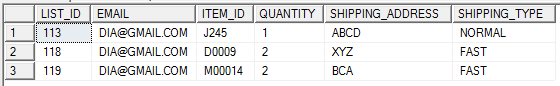 LIST_ID EMAIL ITEM_ID QUANTITY SHIPPING_ADDRESS SHIPPING_TYPE
1 113 DIA@GMAIL.COM J245 1 ABCD NORMAL
2 118 DIA@GMAIL.COM D0009 2 XYZ FAST
3 119 DIA@GMAIL.COM M00014 2 BCA FAST